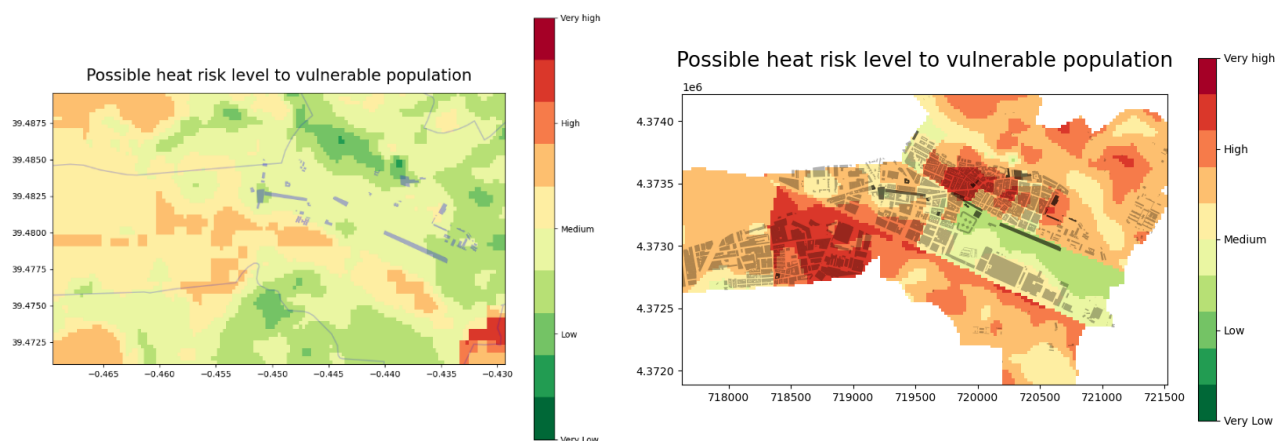 Possible heat risk level to vulnerable population
39.4875
39.4850
39.4825
39.4800
39.4775
39.4750
39.4725
−0.465
−0.460
−0.455
−0.450
−0.445
−0.440
−0.435
−0.430
Very high
High
Medium
Low
Very Low
Possible heat risk level to vulnerable population
1e6
4.3740
4.3735
4.3730
4.3725
4.3720
718000
718500
719000
719500
720000
720500
721000
721500
Very high
High
Medium
Low
Very Low